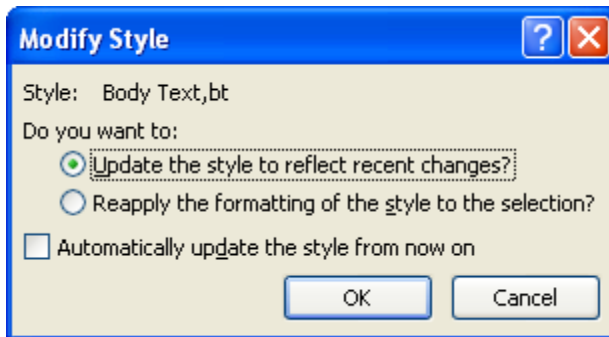 Modify Style
?
Style: Body Text,bt
Do you want to:
Update the style to reflect recent changes?
Reapply the formatting of the style to the selection?
Automatically update the style from now on
OK Cancel